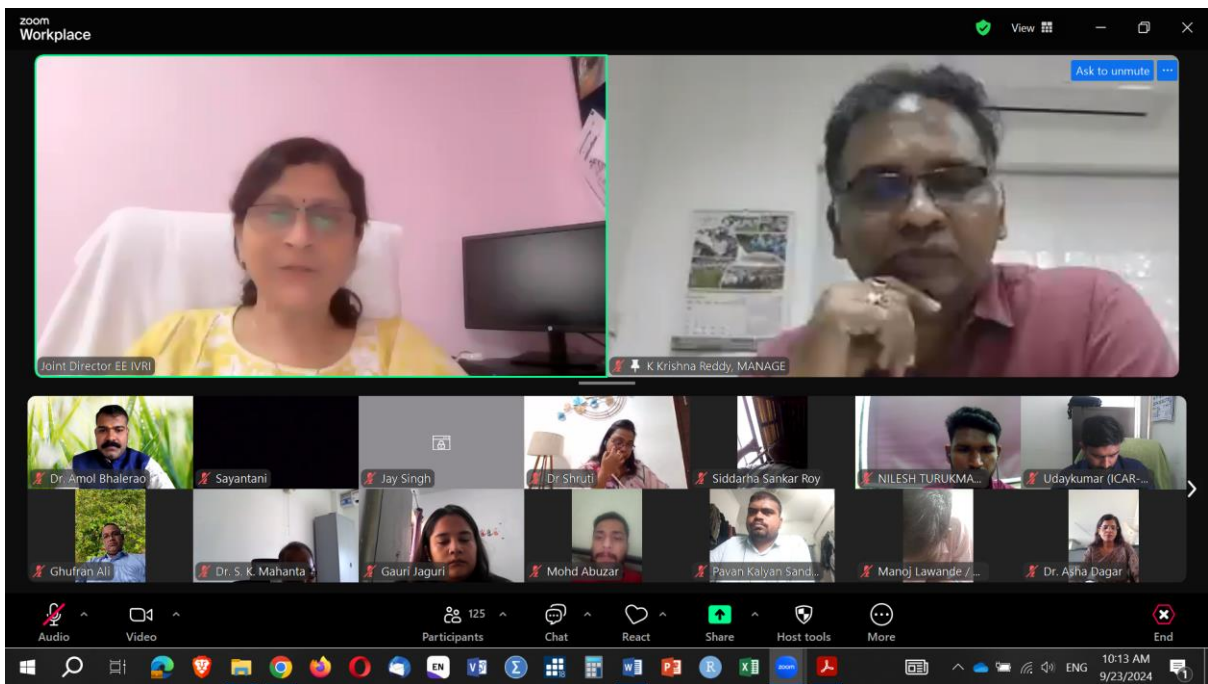 zoom
Workplace
View
Ask to unmute
Joint Director EE IVRI
K Krishna Reddy, MANAGE
Dr. Amol Bhalerao
Sayantani
Jay Singh
Dr Shruti
Siddarha Sankar Roy
NILESH TURUKMA...
Udaykumar (ICAR-...
Ghufran Ali
Dr. S. K. Mahanta
Gauri Jaguri
Mohd Abuzar
Pavan Kalyan Sand...
Manoj Lawande / ...
Dr. Asha Dagar
125
Audio
Video
Participants
Chat
React
Share
Host tools
More
End
EN
zoom
ENG
10:13 AM
9/23/2024
1